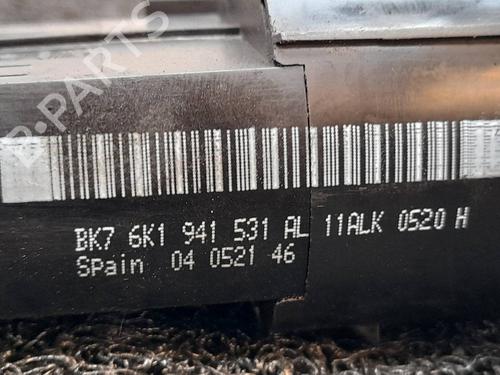 B-PARTS
BK7 6K1 941 531 AL 11ALK 0520 H
Spain 04 0521 46